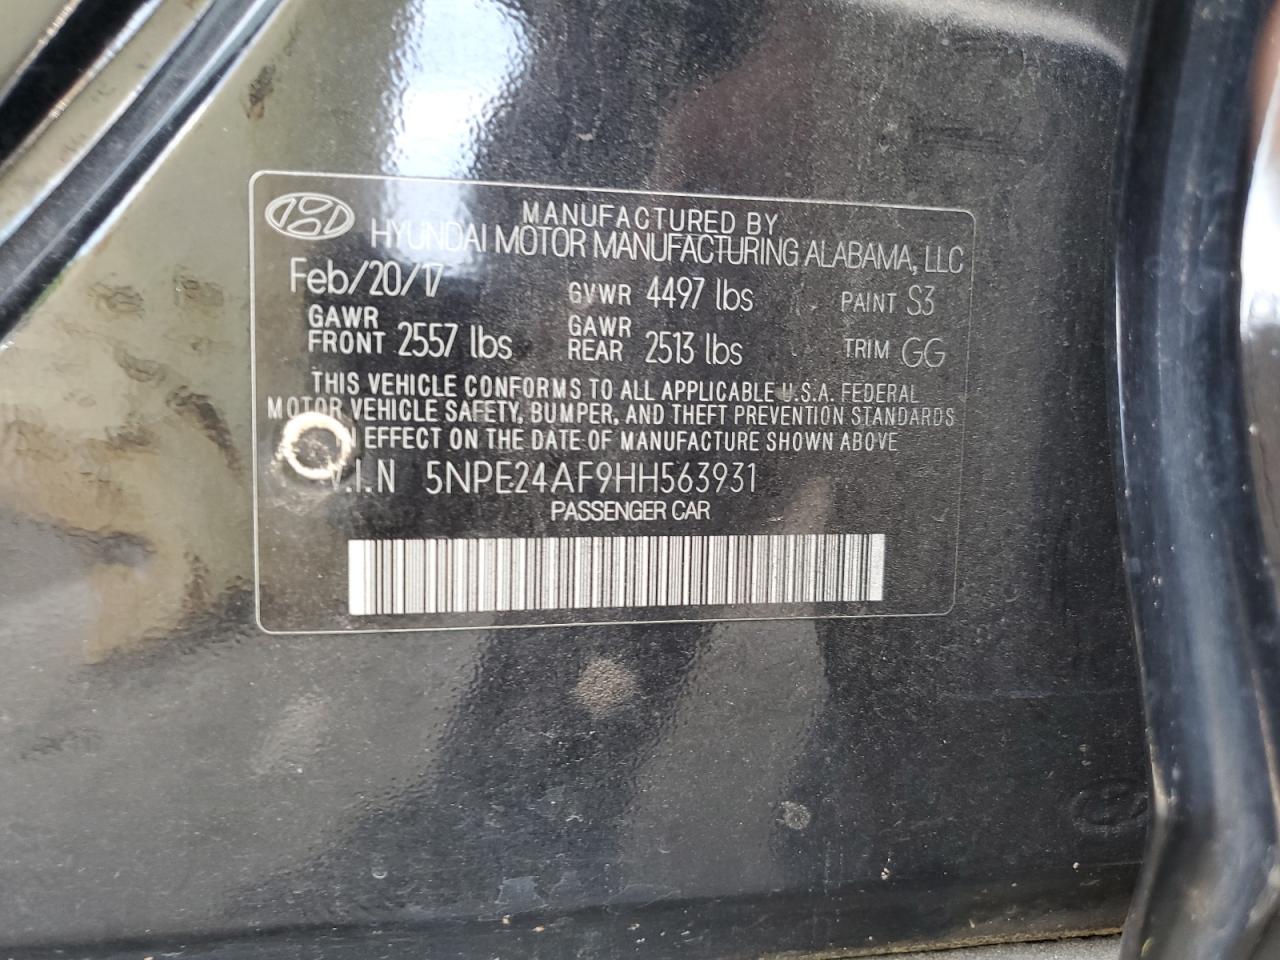 MANUFACTURED BY
HYUNDAI MOTOR MANUFACTURING ALABAMA, LLC
Feb/20/17 GVWR 4497 lbs PAINT S3
GAWR FRONT 2557 lbs GAWR REAR 2513 lbs TRIM GG
THIS VEHICLE CONFORMS TO ALL APPLICABLE U.S.A. FEDERAL
MOTOR VEHICLE SAFETY, BUMPER, AND THEFT PREVENTION STANDARDS
IN EFFECT ON THE DATE OF MANUFACTURE SHOWN ABOVE
V.I.N 5NPE24AF9HH563931
PASSENGER CAR